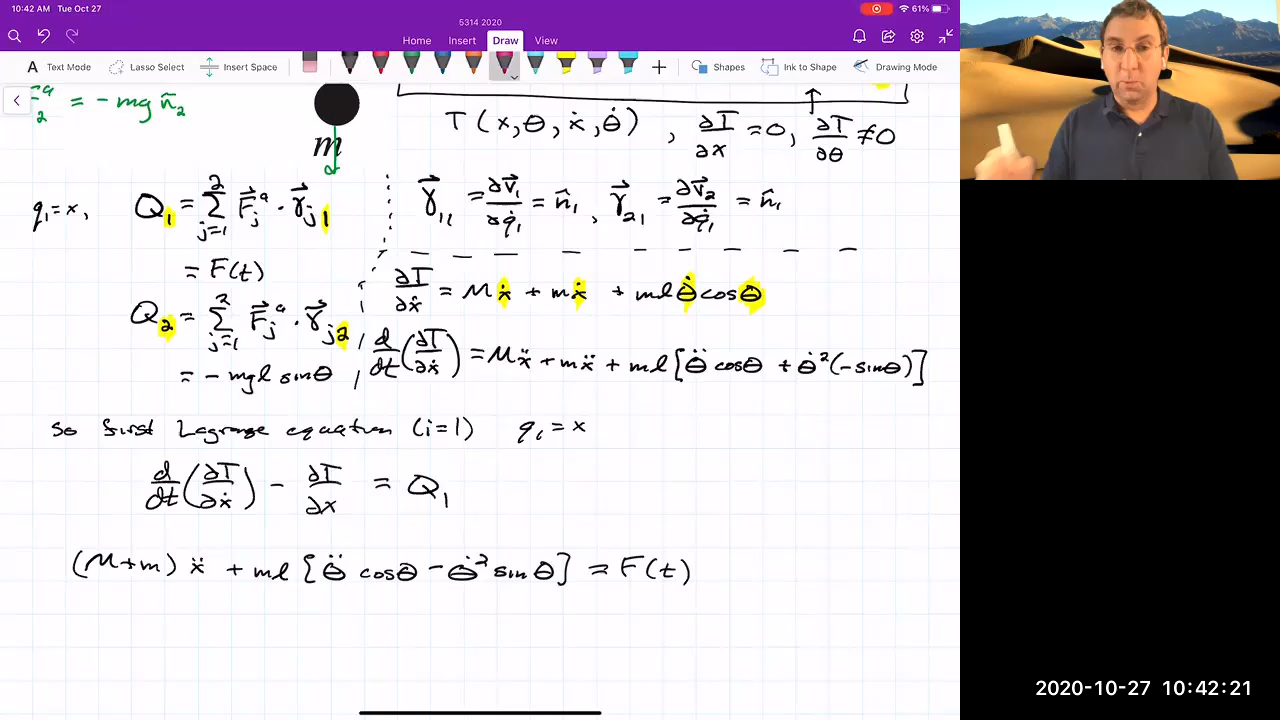 10:42 AM Tue Oct 27
61%
5314 2020
Home Insert Draw View
Text Mode Lasso Select Insert Space Shapes Ink to Shape Drawing Mode
= -mg n̂₂
m
T(x,θ,ẋ,θ̇), ∂T/∂x = 0, ∂T/∂θ ≠ 0
q₁ = x, Q₁ = Σ_{j=1}^{2} F⃗ⱼᵃ · γ⃗ⱼ₁
γ⃗₁₁ = ∂v⃗₁/∂q̇₁ = n̂₁, γ⃗₂₁ = ∂v⃗₂/∂q̇₁ = n̂₁
= F(t)
∂T/∂ẋ = Mẋ + mẋ + mlθ̇cosθ
Q₂ = Σ_{j=1}^{2} F⃗ⱼᵃ · γ⃗ⱼ₂
d/dt(∂T/∂ẋ) = Mẍ + mẍ + ml[θ̈ cosθ + θ̇²(-sinθ)]
= -mgl sinθ
So first Lagrange equation (i=1) q₁ = x
d/dt(∂T/∂ẋ) - ∂T/∂x = Q₁
(M+m)ẍ + ml[θ̈ cosθ - θ̇² sinθ] = F(t)
2020-10-27 10:42:21